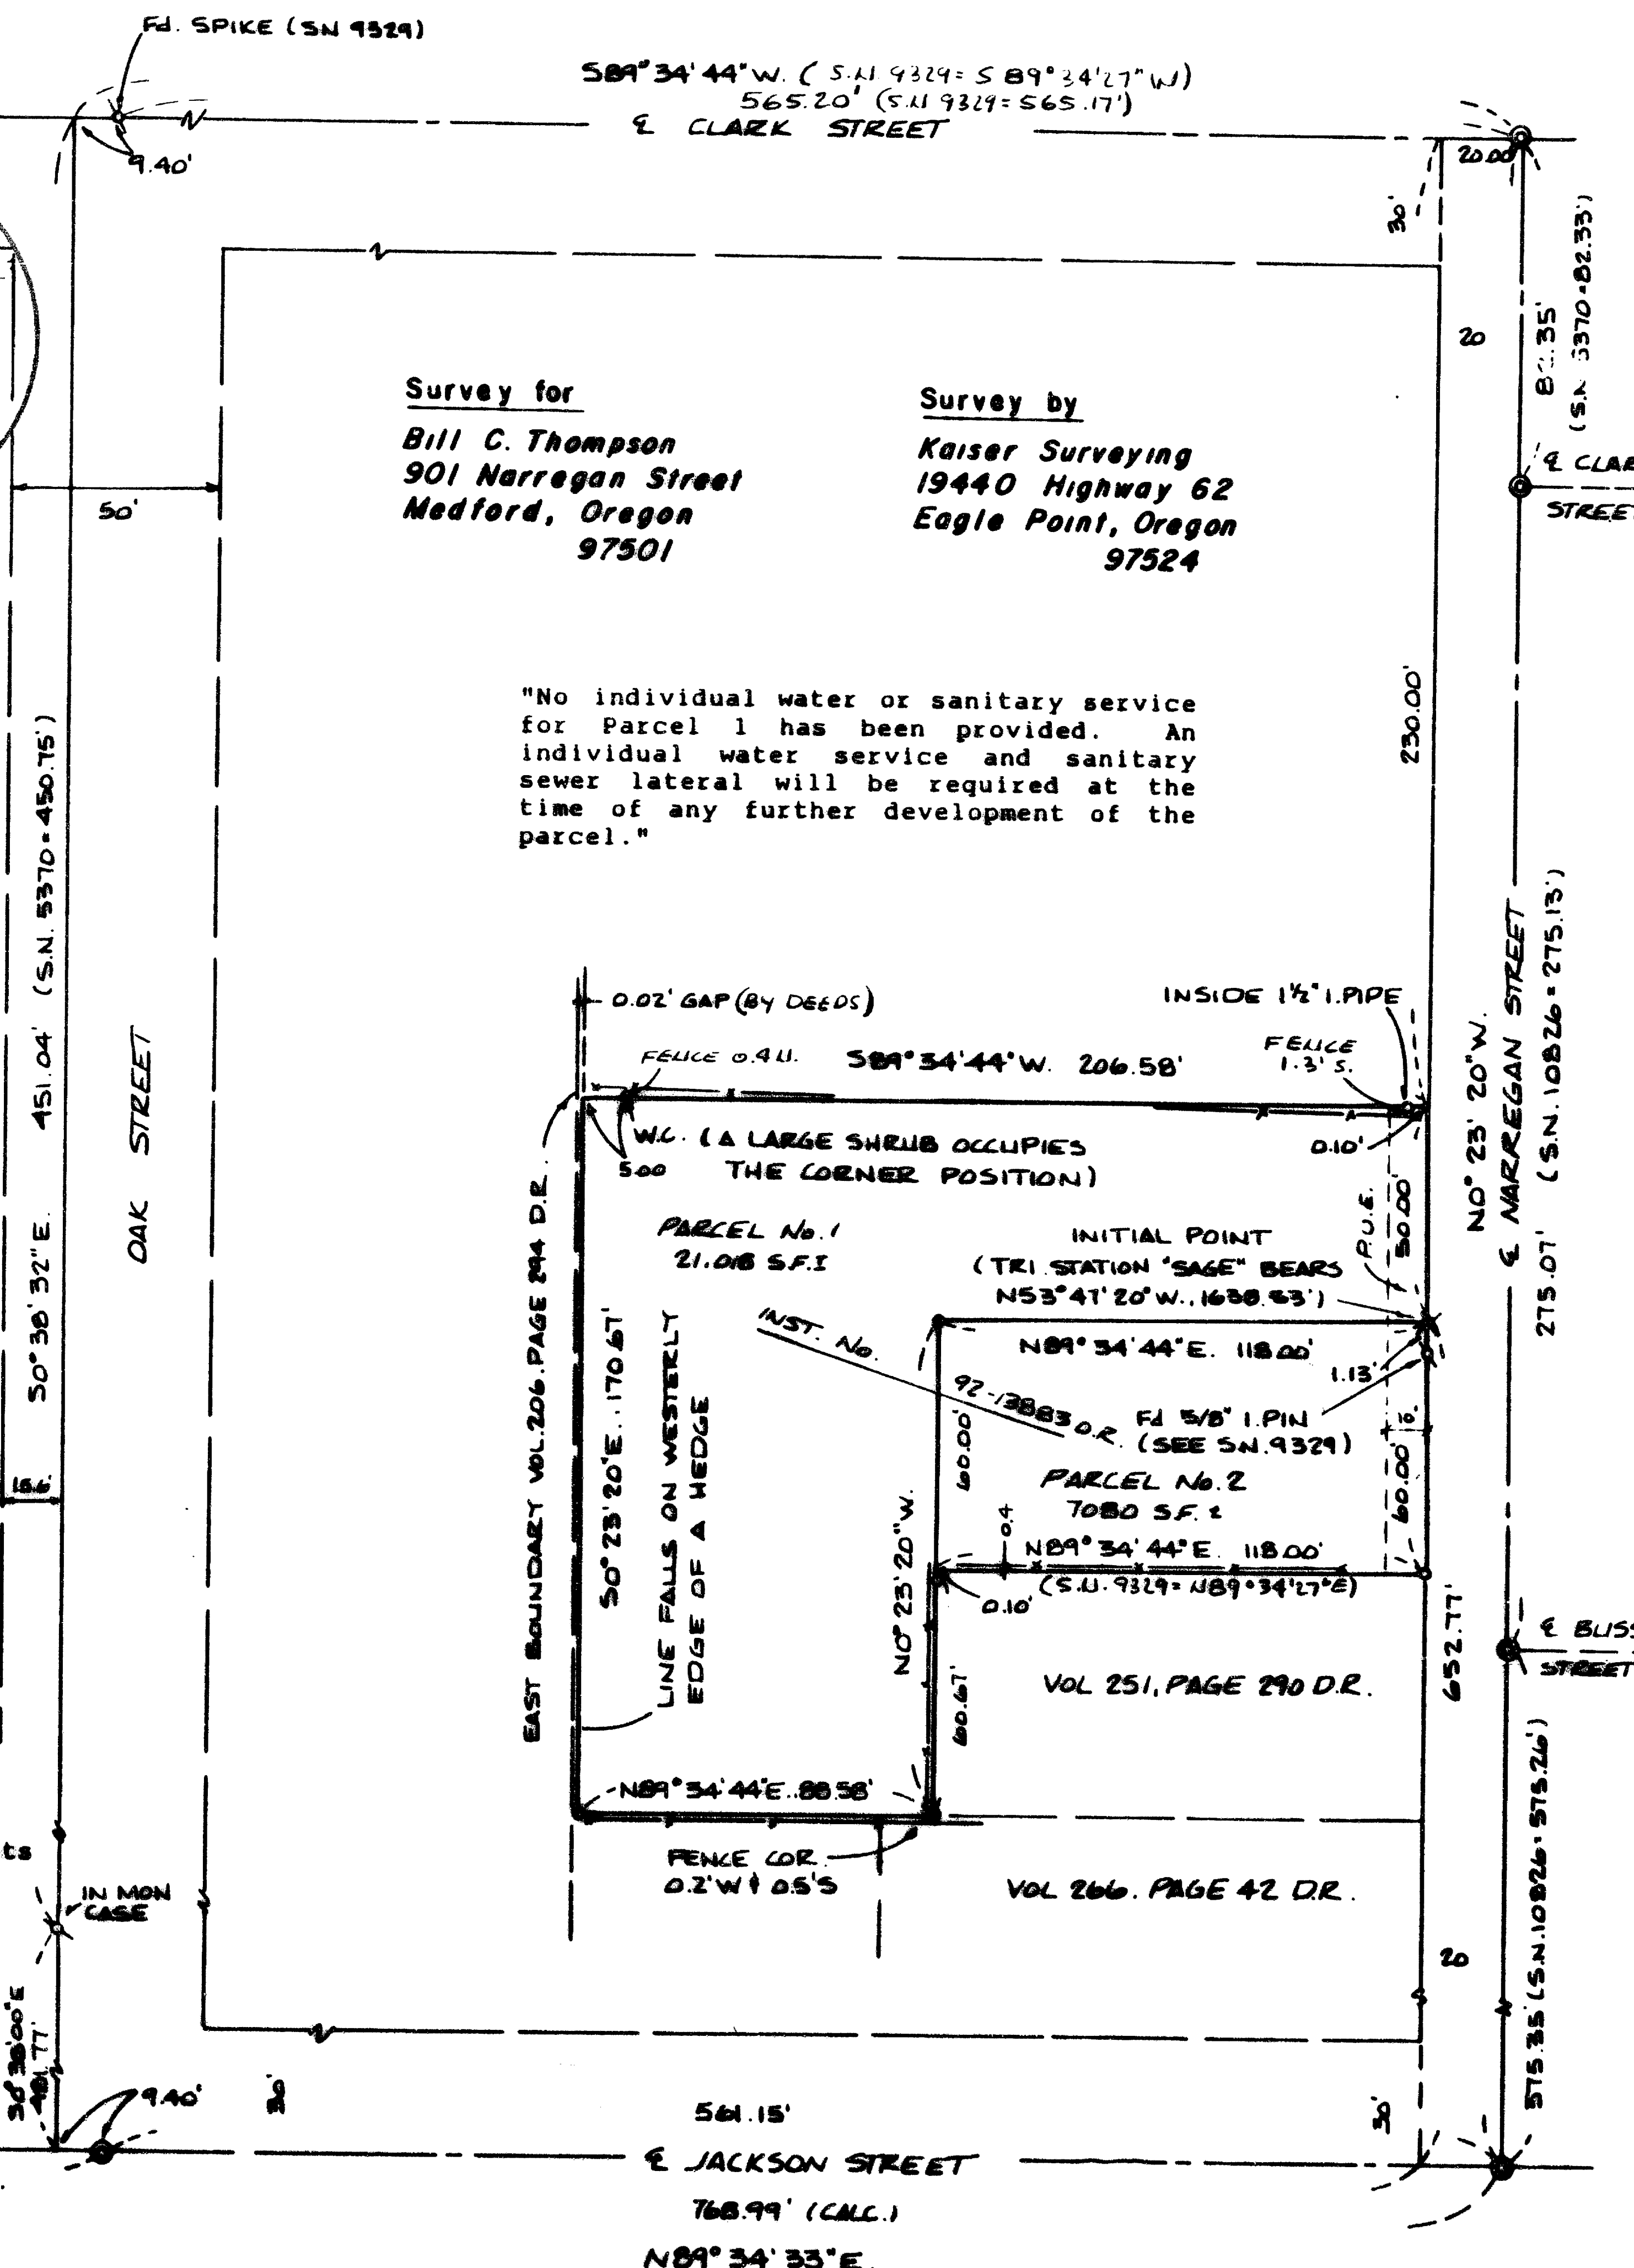 Fd. SPIKE (SN 9329)
S89° 34' 44" W. ( S.N. 9329 = S 89° 34' 27" W)
565.20' (S.N 9329 = 565.17')
℄ CLARK STREET
9.40'
20.00'
30'
20
(S.N. 5370 = 82.33')
℄ CLAR
STREET
50'
Survey for
Bill C. Thompson
901 Narregan Street
Medford, Oregon
97501
Survey by
Kaiser Surveying
19440 Highway 62
Eagle Point, Oregon
97524
"No individual water or sanitary service
for Parcel 1 has been provided. An
individual water service and sanitary
sewer lateral will be required at the
time of any further development of the
parcel."
230.00'
S0° 38' 32" E. 451.04' (S.N. 5370 = 450.75')
OAK STREET
N0° 23' 20" W.
℄ NARREGAN STREET
275.07' (S.N. 10826 = 275.13')
0.02' GAP (BY DEEDS)
INSIDE 1½" I.PIPE
FENCE 0.4 N.
S89° 34' 44" W. 206.58'
FENCE
1.3' S.
W.C. (A LARGE SHRUB OCCUPIES
THE CORNER POSITION)
5.00
0.10'
EAST BOUNDARY VOL. 206. PAGE 294 D.R.
PARCEL No. 1
21,018 S.F.±
P.U.E.
50.00'
INITIAL POINT
(TRI. STATION "SAGE" BEARS
N53° 47' 20" W., 1638.53')
S0° 23' 20" E.. 170.67'
LINE FALLS ON WESTERLY
EDGE OF A HEDGE
INST. No.
92-13883 O.R.
N89° 34' 44" E. 118.00'
1.13'
Fd 5/8" I.PIN
(SEE S.N. 9329)
60.00'
10'
15.6'
PARCEL No. 2
7080 S.F. ±
60.00'
0.4
N89° 34' 44" E. 118.00'
(S.N. 9329 = N89° 34' 27" E)
0.10'
N0° 23' 20" W.
60.67'
VOL 251, PAGE 290 D.R.
652.77'
℄ BLISS
STREET
N89° 34' 44" E.. 88.58'
FENCE COR.
0.2' W & 0.5' S
VOL 266. PAGE 42 D.R.
ts
IN MON
CASE
20
575.35' (S.N. 10826 = 575.26')
9.40'
30'
30'
561.15'
℄ JACKSON STREET
768.99' (CALC.)
N89° 34' 33" E.